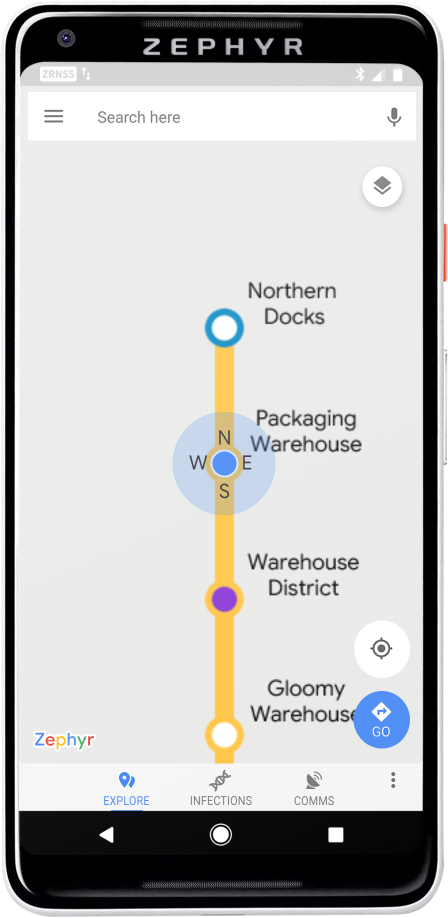 ZEPHYR
ZRNSS
Search here
Northern
Docks
Packaging
Warehouse
N
W E
S
Warehouse
District
Gloomy
Warehouse
GO
Zephyr
EXPLORE INFECTIONS COMMS